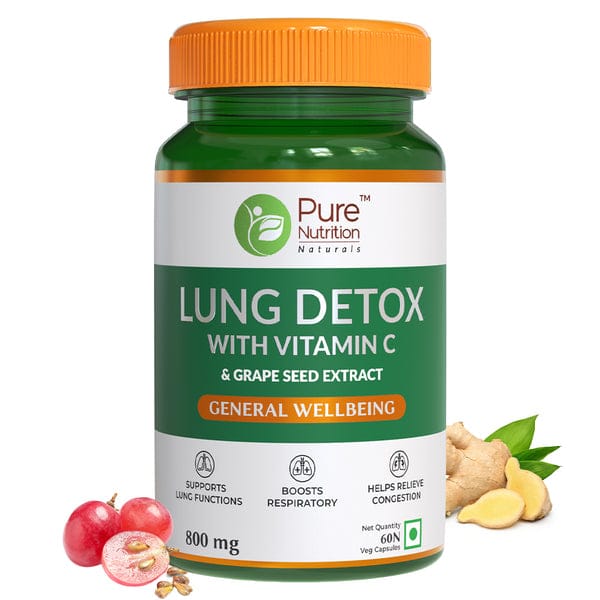 Pure™
Nutrition
Naturals
LUNG DETOX
WITH VITAMIN C
& GRAPE SEED EXTRACT
GENERAL WELLBEING
SUPPORTS
LUNG FUNCTIONS
BOOSTS
RESPIRATORY
HELPS RELIEVE
CONGESTION
800 mg
Net Quantity
60N
Veg Capsules